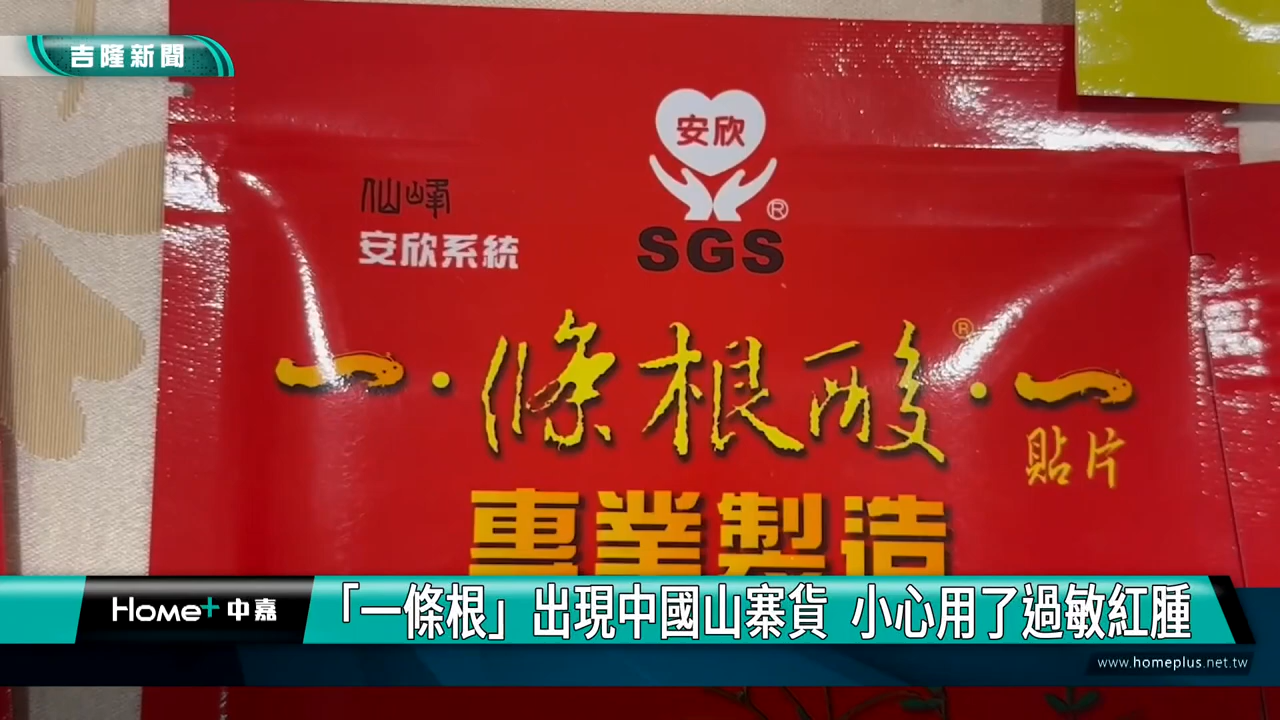 吉隆新聞
安欣
®
SGS
仙峰
安欣系統
一・條根酸®・一
貼片
專業製造
Home+中嘉
「一條根」出現中國山寨貨 小心用了過敏紅腫
www.homeplus.net.tw